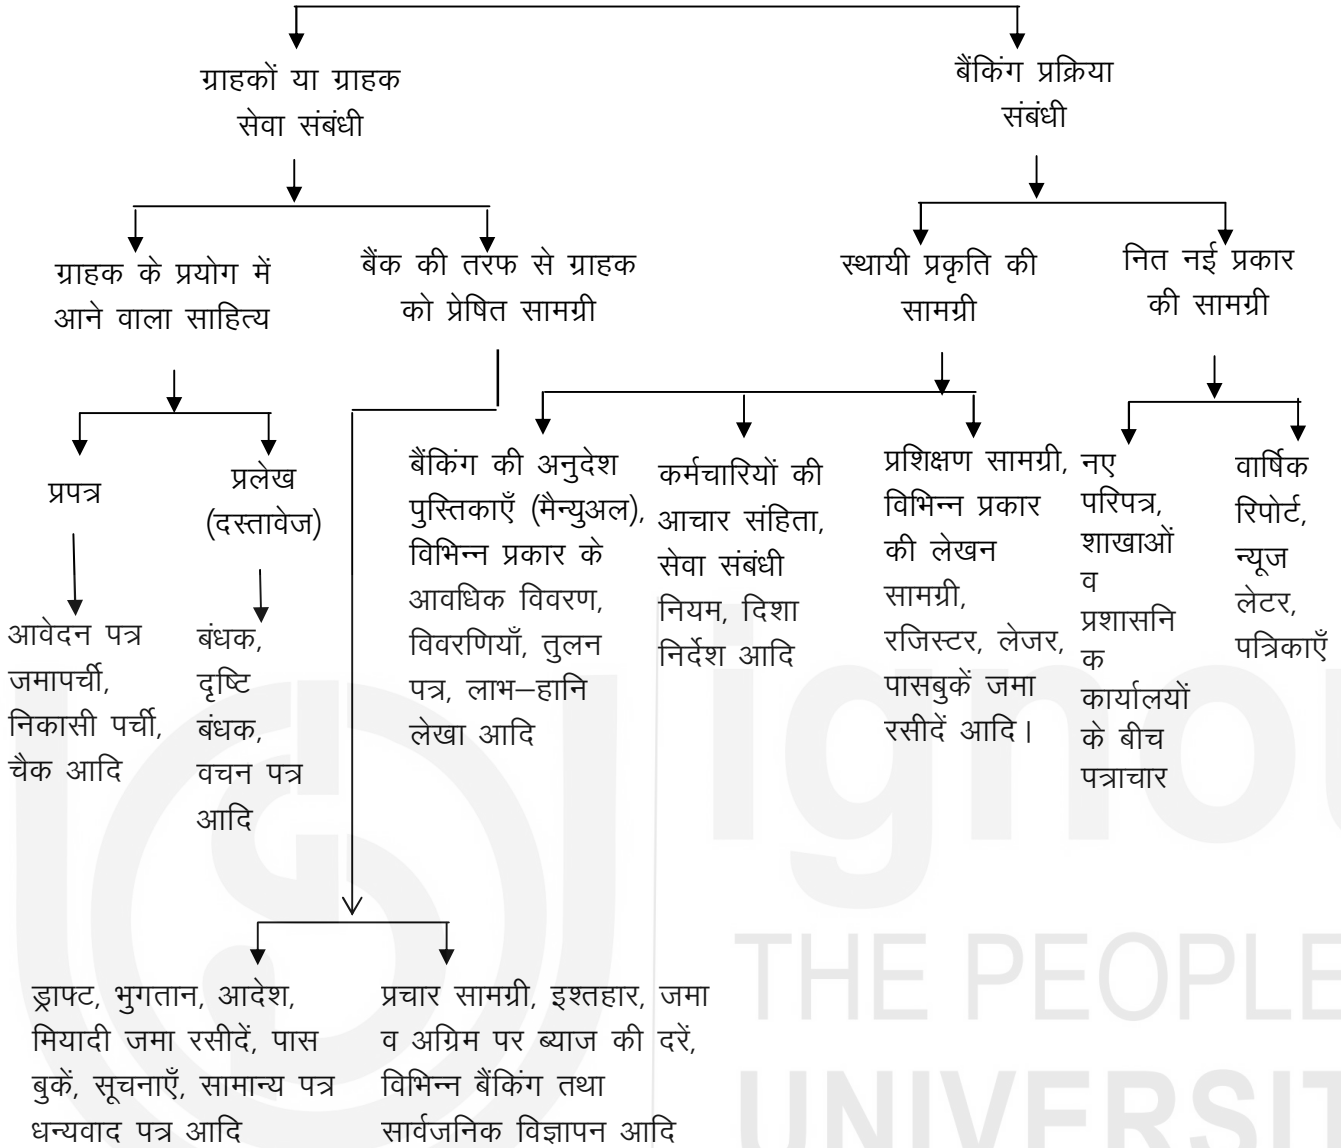 ग्राहकों या ग्राहक
सेवा संबंधी
बैंकिंग प्रक्रिया
संबंधी
ग्राहक के प्रयोग में
आने वाला साहित्य
बैंक की तरफ से ग्राहक
को प्रेषित सामग्री
स्थायी प्रकृति की
सामग्री
नित नई प्रकार
की सामग्री
प्रपत्र
प्रलेख
(दस्तावेज)
बैंकिंग की अनुदेश
पुस्तिकाएँ (मैन्युअल),
विभिन्न प्रकार के
आवधिक विवरण,
विवरणियाँ, तुलन
पत्र, लाभ–हानि
लेखा आदि
कर्मचारियों की
आचार संहिता,
सेवा संबंधी
नियम, दिशा
निर्देश आदि
प्रशिक्षण सामग्री,
विभिन्न प्रकार
की लेखन
सामग्री,
रजिस्टर, लेजर,
पासबुकें जमा
रसीदें आदि।
नए
परिपत्र,
शाखाओं
व
प्रशासनि
क
कार्यालयों
के बीच
पत्राचार
वार्षिक
रिपोर्ट,
न्यूज
लेटर,
पत्रिकाएँ
आवेदन पत्र
जमापर्ची,
निकासी पर्ची,
चैक आदि
बंधक,
दृष्टि
बंधक,
वचन पत्र
आदि
ड्राफ्ट, भुगतान, आदेश,
मियादी जमा रसीदें, पास
बुकें, सूचनाएँ, सामान्य पत्र
धन्यवाद पत्र आदि
प्रचार सामग्री, इश्तहार, जमा
व अग्रिम पर ब्याज की दरें,
विभिन्न बैंकिंग तथा
सार्वजनिक विज्ञापन आदि
ignou
THE PEOPLE
UNIVERSIT